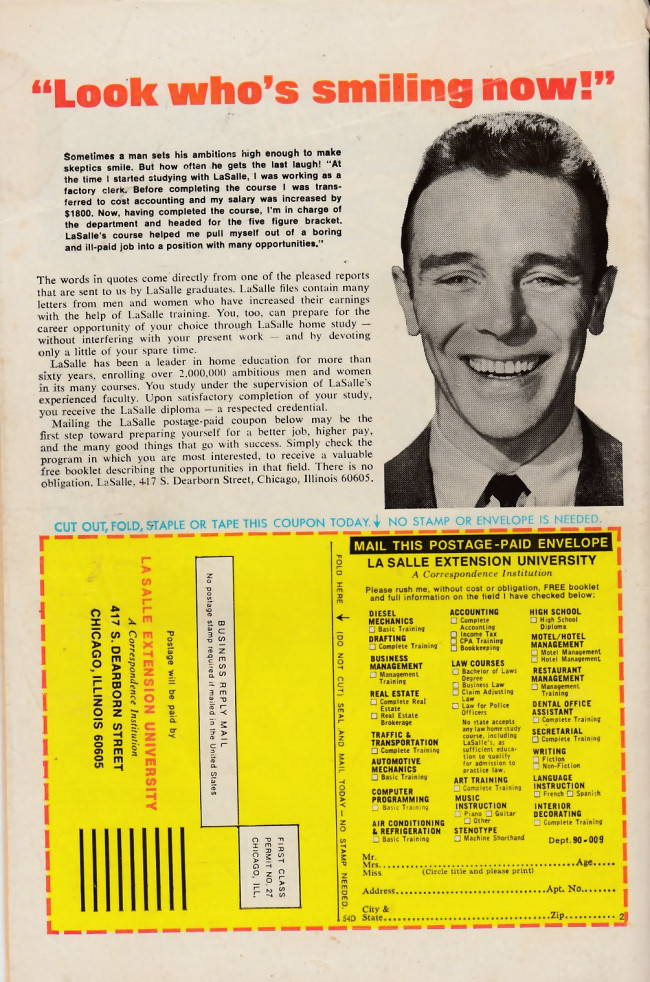 “Look who’s smiling now!”
Sometimes a man sets his ambitions high enough to make
skeptics smile. But how often he gets the last laugh! "At
the time I started studying with LaSalle, I was working as a
factory clerk. Before completing the course I was trans-
ferred to cost accounting and my salary was increased by
$1800. Now, having completed the course, I'm in charge of
the department and headed for the five figure bracket.
LaSalle's course helped me pull myself out of a boring
and ill-paid job into a position with many opportunities."
The words in quotes come directly from one of the pleased reports
that are sent to us by LaSalle graduates. LaSalle files contain many
letters from men and women who have increased their earnings
with the help of LaSalle training. You, too, can prepare for the
career opportunity of your choice through LaSalle home study —
without interfering with your present work — and by devoting
only a little of your spare time.
LaSalle has been a leader in home education for more than
sixty years, enrolling over 2,000,000 ambitious men and women
in its many courses. You study under the supervision of LaSalle's
experienced faculty. Upon satisfactory completion of your study,
you receive the LaSalle diploma — a respected credential.
Mailing the LaSalle postage-paid coupon below may be the
first step toward preparing yourself for a better job, higher pay,
and the many good things that go with success. Simply check the
program in which you are most interested, to receive a valuable
free booklet describing the opportunities in that field. There is no
obligation. LaSalle, 417 S. Dearborn Street, Chicago, Illinois 60605.
CUT OUT, FOLD, STAPLE OR TAPE THIS COUPON TODAY. ↓ NO STAMP OR ENVELOPE IS NEEDED.
FIRST CLASS
PERMIT NO. 27
CHICAGO, ILL.
BUSINESS REPLY MAIL
No postage stamp required if mailed in the United States
Postage will be paid by
LA SALLE EXTENSION UNIVERSITY
A Correspondence Institution
417 S. DEARBORN STREET
CHICAGO, ILLINOIS 60605
FOLD HERE ← (DO NOT CUT) SEAL AND MAIL TODAY—NO STAMP NEEDED.
MAIL THIS POSTAGE-PAID ENVELOPE
LA SALLE EXTENSION UNIVERSITY
A Correspondence Institution
Please rush me, without cost or obligation, FREE booklet
and full information on the field I have checked below:
DIESEL
MECHANICS
☐ Basic Training
DRAFTING
☐ Complete Training
BUSINESS
MANAGEMENT
☐ Management
Training
REAL ESTATE
☐ Complete Real
Estate
☐ Real Estate
Brokerage
TRAFFIC &
TRANSPORTATION
☐ Complete Training
AUTOMOTIVE
MECHANICS
☐ Basic Training
COMPUTER
PROGRAMMING
☐ Basic Training
AIR CONDITIONING
& REFRIGERATION
☐ Basic Training
ACCOUNTING
☐ Complete
Accounting
☐ Income Tax
☐ CPA Training
☐ Bookkeeping
LAW COURSES
☐ Bachelor of Laws
Degree
☐ Business Law
☐ Claim Adjusting
Law
☐ Law for Police
Officers
No state accepts
any law home study
course, including
LaSalle's, as
sufficient educa-
tion to qualify
for admission to
practice law.
ART TRAINING
☐ Complete Training
MUSIC
INSTRUCTION
☐ Piano ☐ Guitar
☐ Other
STENOTYPE
☐ Machine Shorthand
HIGH SCHOOL
☐ High School
Diploma
MOTEL/HOTEL
MANAGEMENT
☐ Motel Management
☐ Hotel Management
RESTAURANT
MANAGEMENT
☐ Management
Training
DENTAL OFFICE
ASSISTANT
☐ Complete Training
SECRETARIAL
☐ Complete Training
WRITING
☐ Fiction
☐ Non-Fiction
LANGUAGE
INSTRUCTION
☐ French ☐ Spanish
INTERIOR
DECORATING
☐ Complete Training
Dept. 90-009
Mr.
Mrs. Age
Miss (Circle title and please print)
Address Apt. No.
City &
State Zip
54D
2